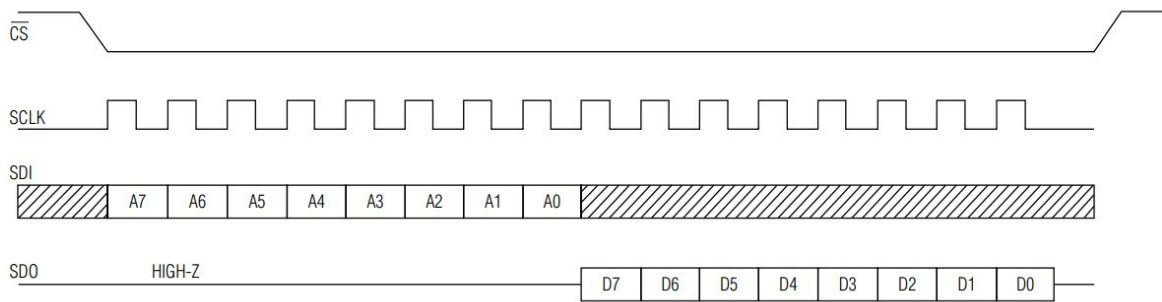 CS
SCLK
SDI
A7 A6 A5 A4 A3 A2 A1 A0
SDO HIGH-Z D7 D6 D5 D4 D3 D2 D1 D0